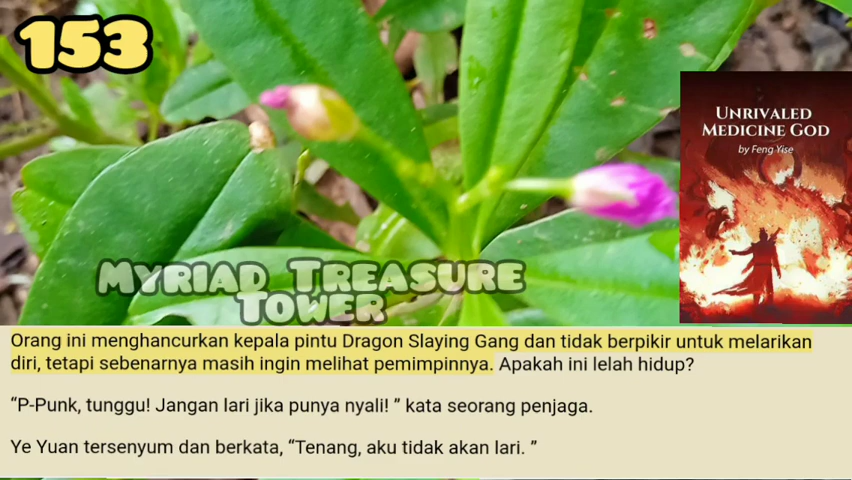 153
UNRIVALED
MEDICINE GOD
by Feng Yise
MYRIAD TREASURE
TOWER
Orang ini menghancurkan kepala pintu Dragon Slaying Gang dan tidak berpikir untuk melarikan
diri, tetapi sebenarnya masih ingin melihat pemimpinnya. Apakah ini lelah hidup?
“P-Punk, tunggu! Jangan lari jika punya nyali! ” kata seorang penjaga.
Ye Yuan tersenyum dan berkata, “Tenang, aku tidak akan lari. ”